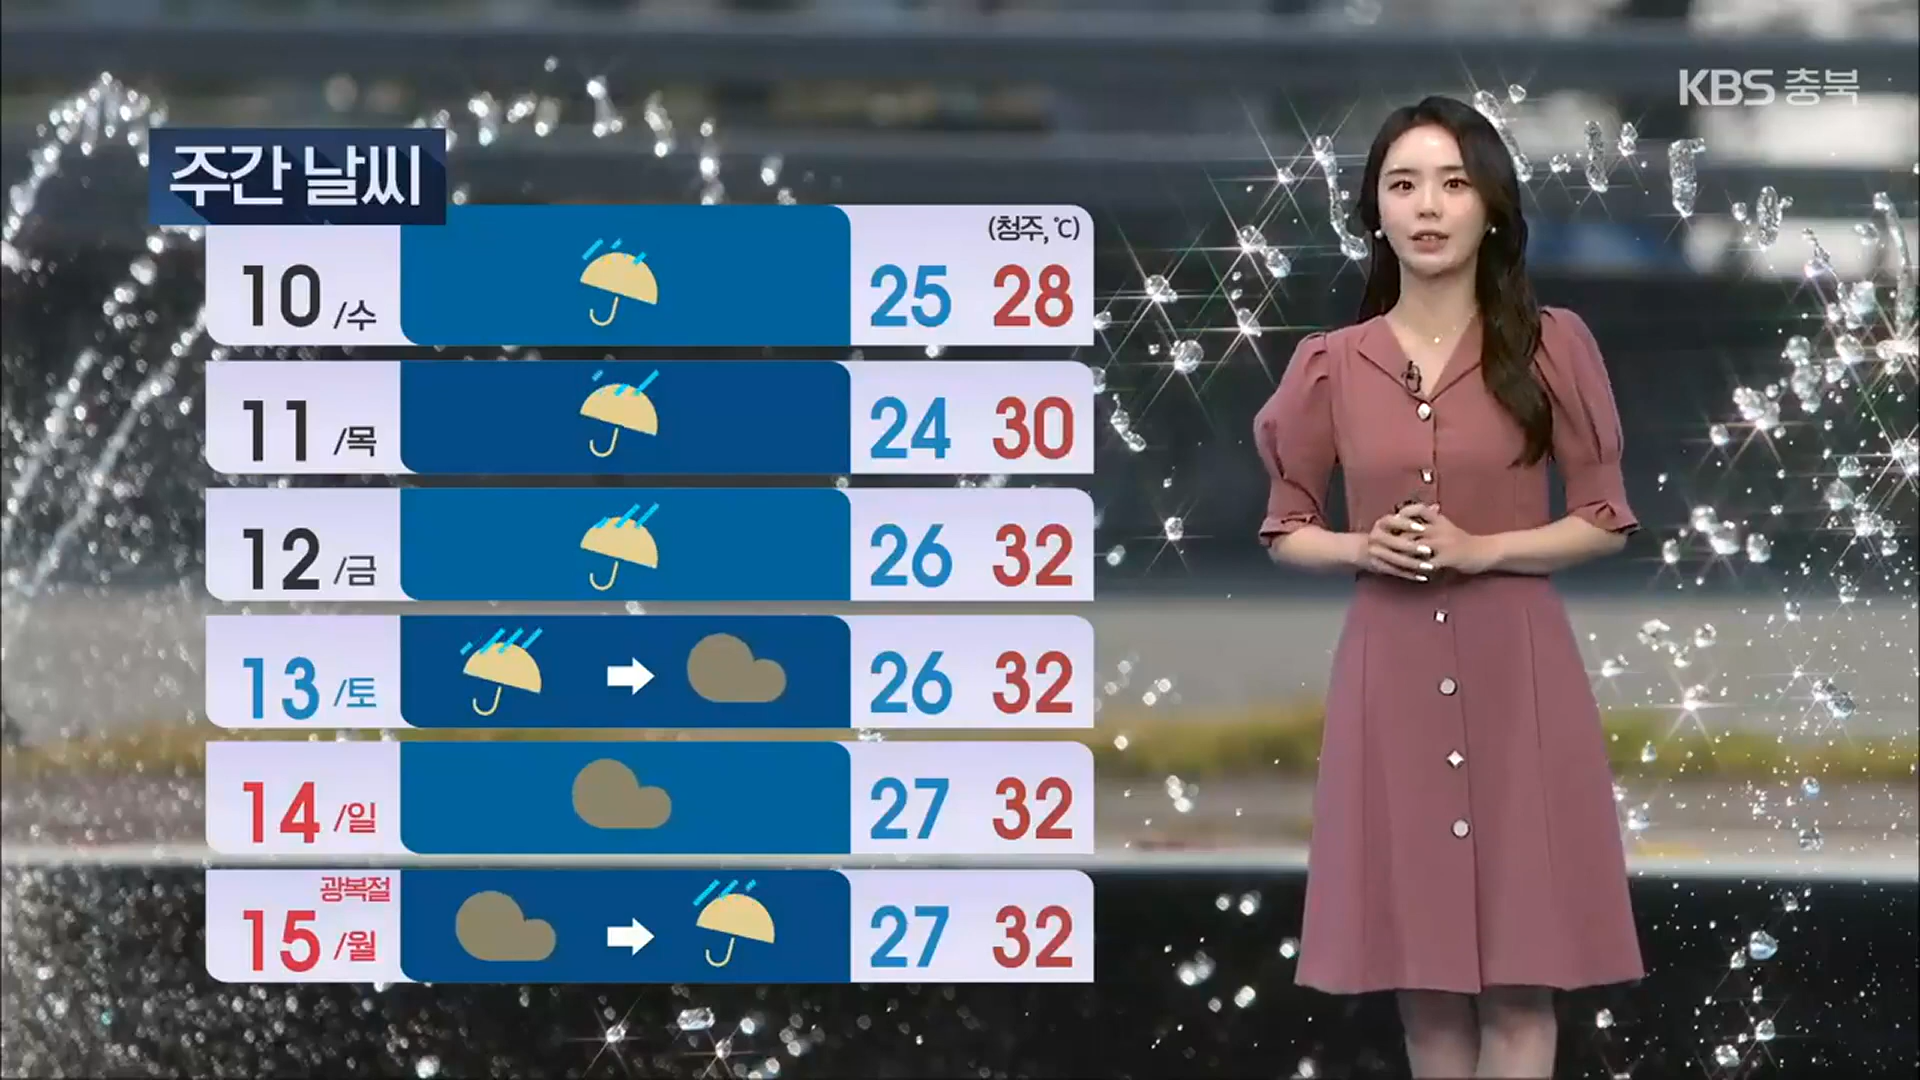 KBS 충북
주간 날씨
(청주, ℃)
10 /수 25 28
11 /목 24 30
12 /금 26 32
13 /토 26 32
14 /일 27 32
광복절
15 /월 27 32